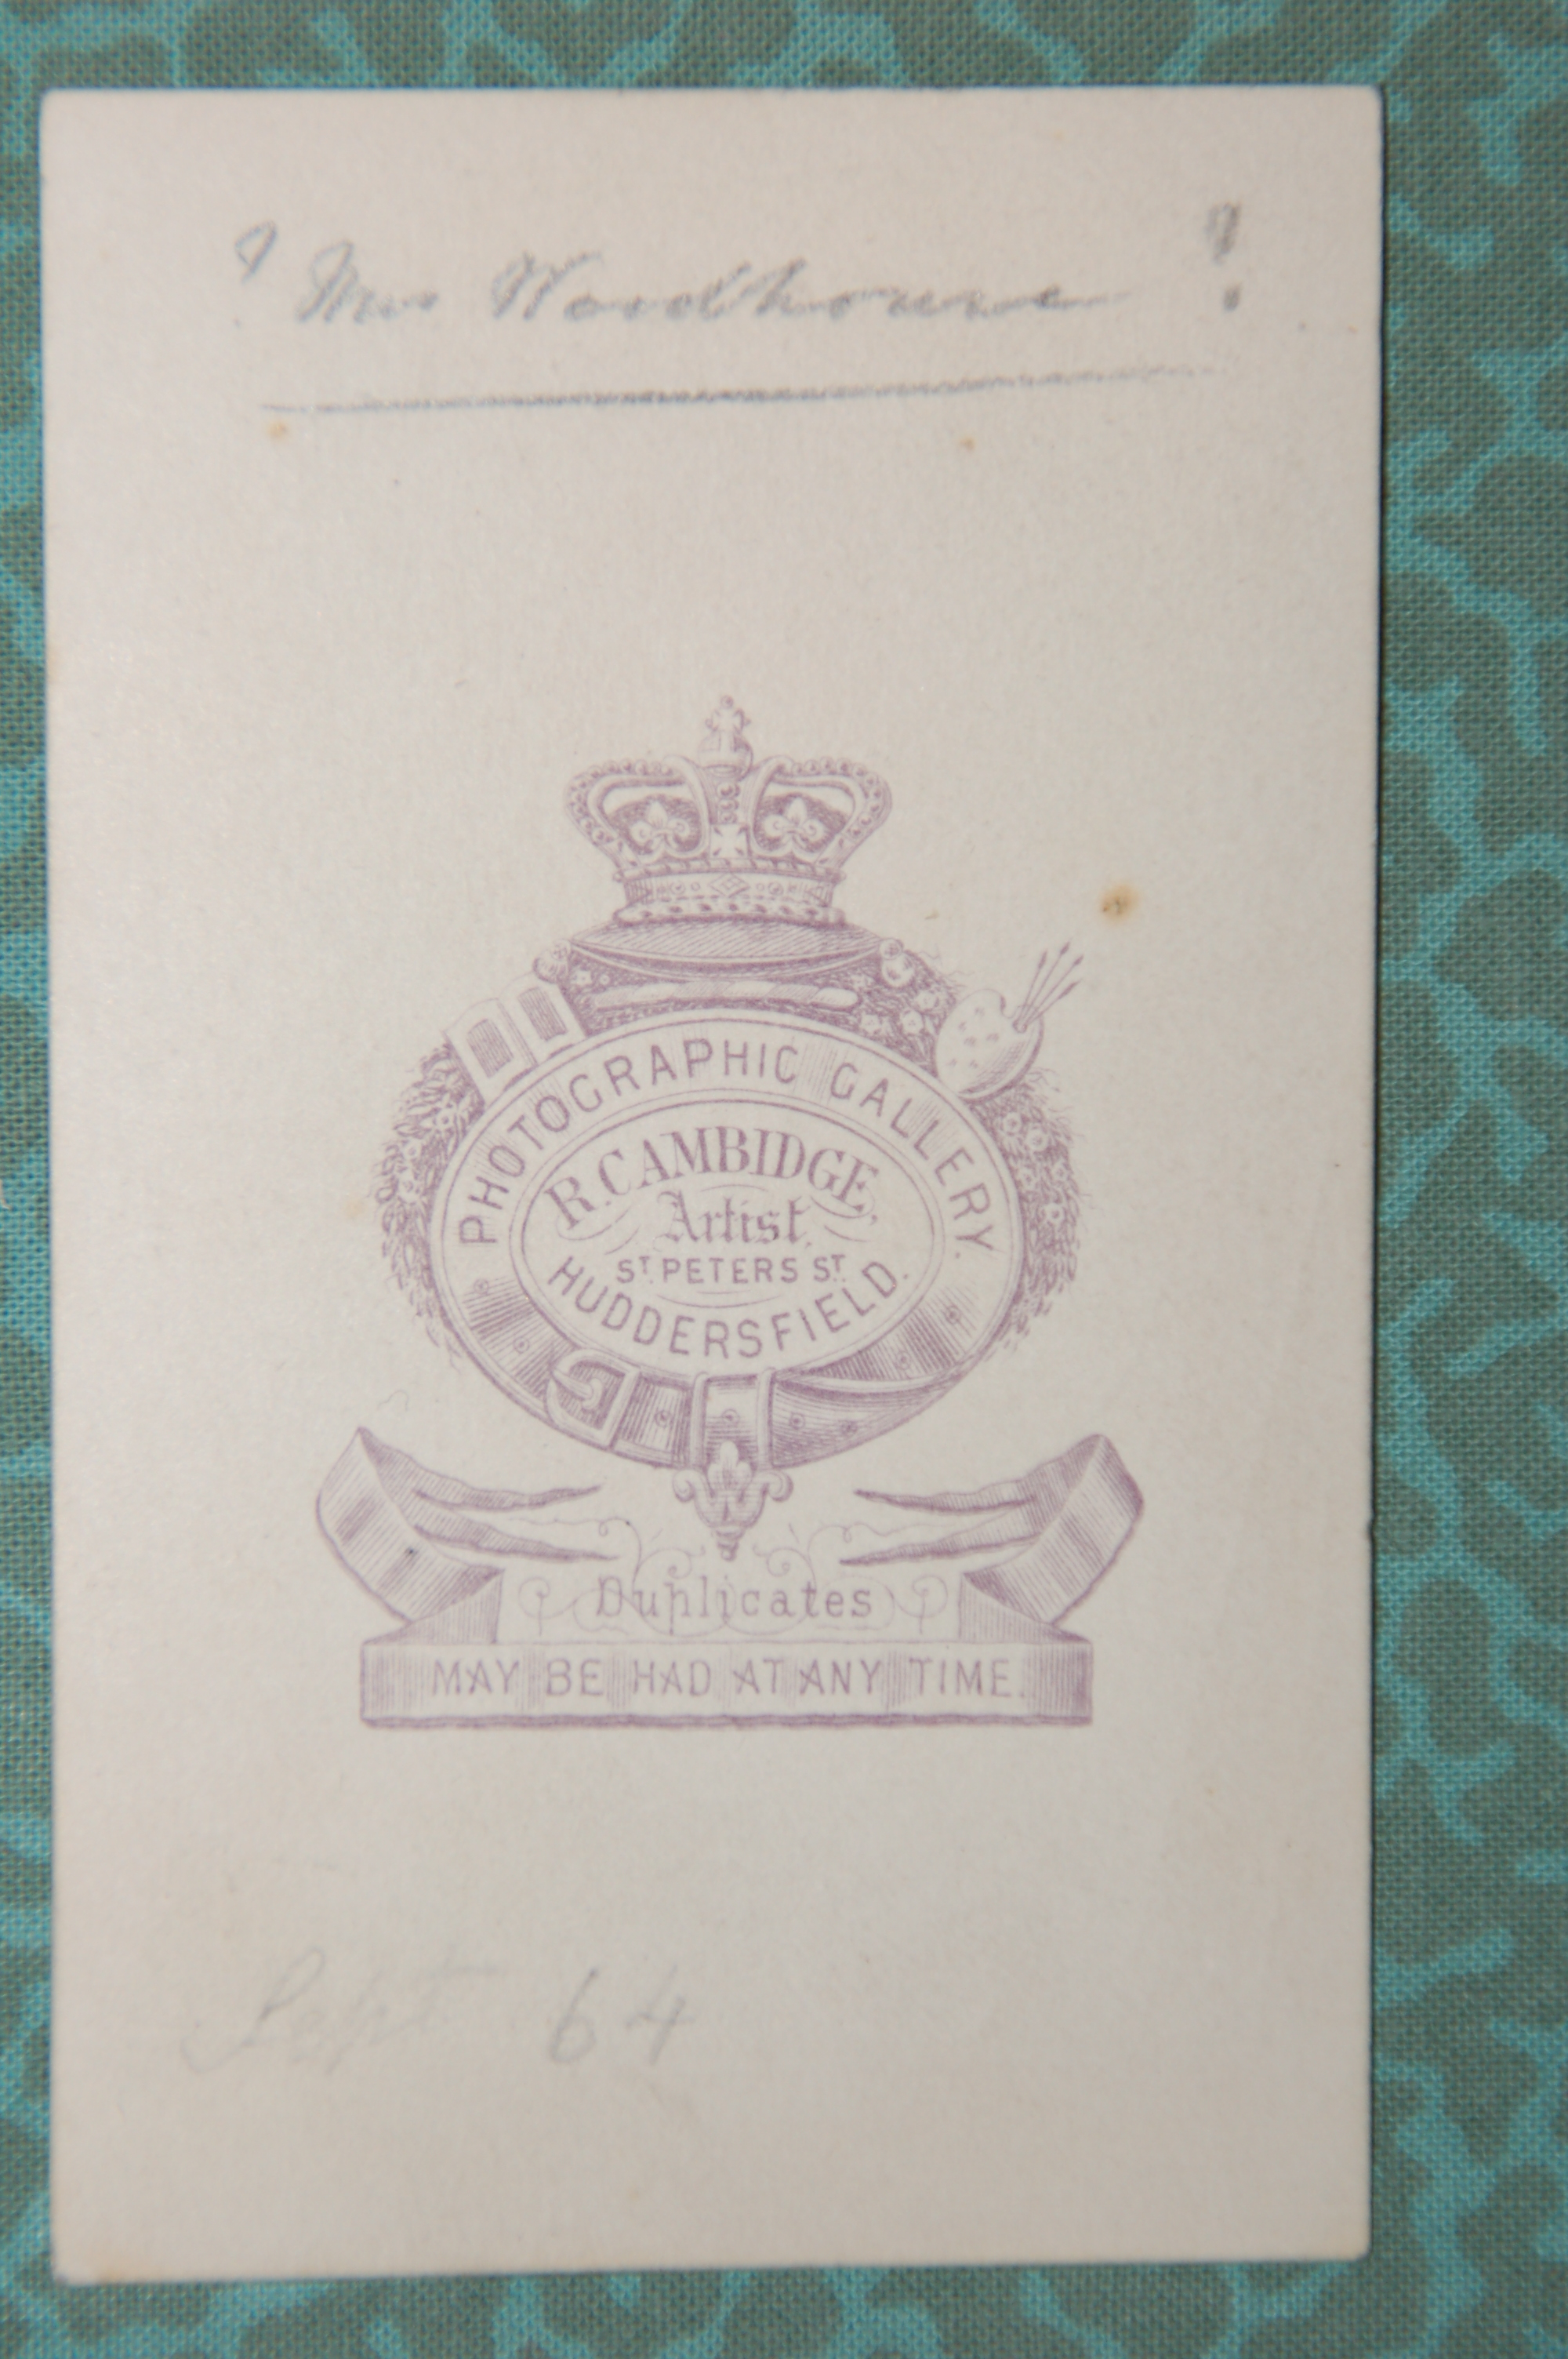 ? Mrs Woodhouse ?
PHOTOGRAPHIC GALLERY.
R. CAMBIDGE,
Artist,
ST. PETERS ST.
HUDDERSFIELD.
Duplicates
MAY BE HAD AT ANY TIME.
Sept 64